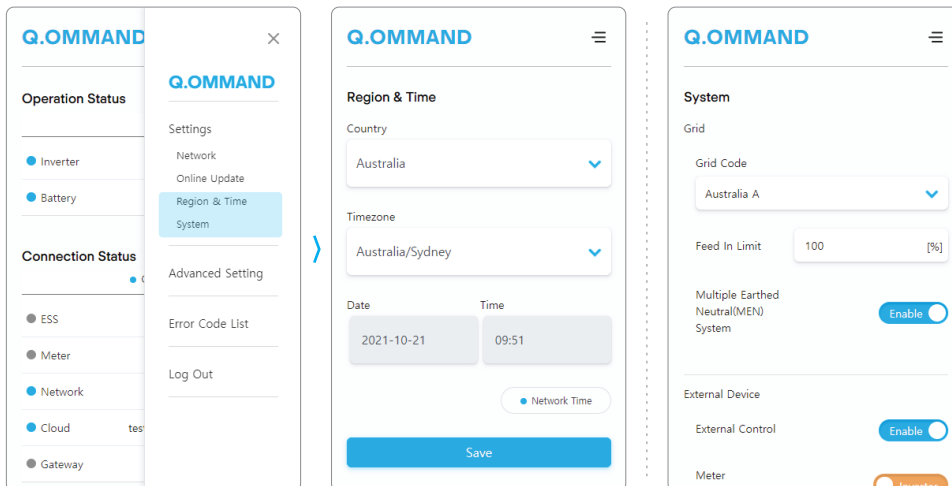 Q.OMMAND
Operation Status
Inverter
Battery
Connection Status
ESS
Meter
Network
Cloud
Gateway
Q.OMMAND
Settings
Network
Online Update
Region & Time
System
Advanced Setting
Error Code List
Log Out
Q.OMMAND
Region & Time
Country
Australia
Timezone
Australia/Sydney
Date Time
2021-10-21 09:51
Network Time
Save
Q.OMMAND
System
Grid
Grid Code
Australia A
Feed In Limit 100 [%]
Multiple Earthed
Neutral(MEN)
System
Enable
External Device
External Control Enable
Meter
Inverter